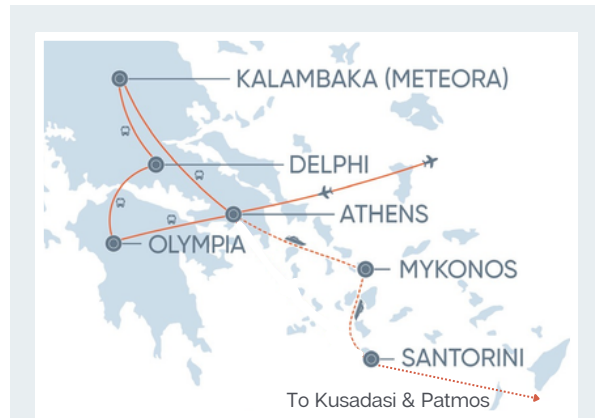 KALAMBAKA (METEORA)
DELPHI
ATHENS
OLYMPIA
MYKONOS
SANTORINI
To Kusadasi & Patmos